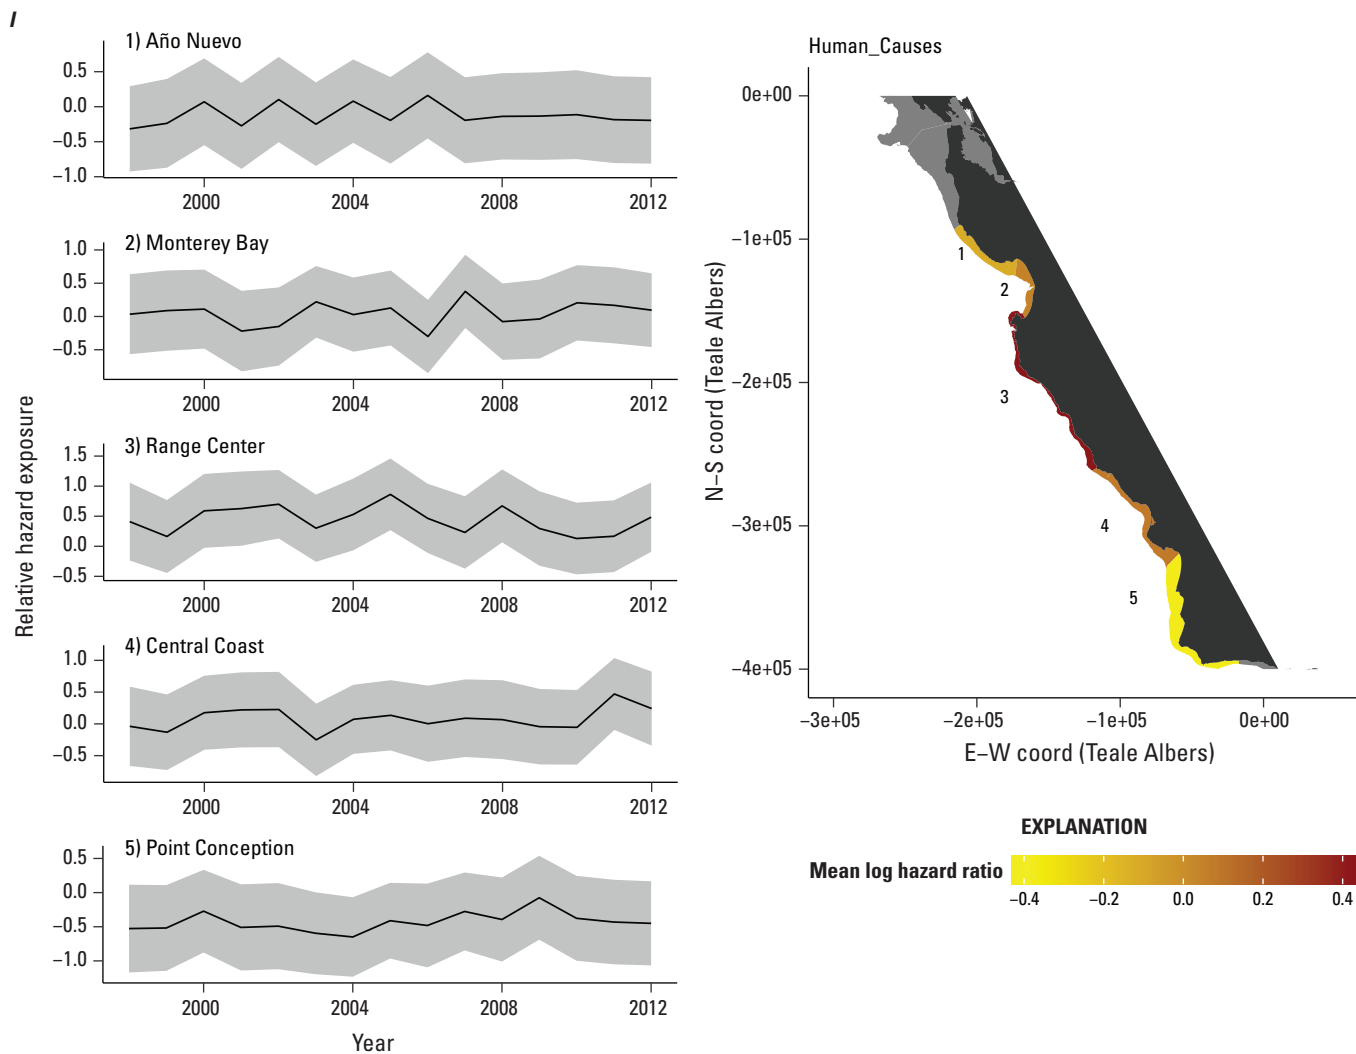 I
Relative hazard exposure
1) Año Nuevo
0.5
0.0
−0.5
−1.0
2000
2004
2008
2012
2) Monterey Bay
1.0
0.5
0.0
−0.5
2000
2004
2008
2012
3) Range Center
1.5
1.0
0.5
0.0
−0.5
2000
2004
2008
2012
4) Central Coast
1.0
0.5
0.0
−0.5
2000
2004
2008
2012
5) Point Conception
0.5
0.0
−0.5
−1.0
2000
2004
2008
2012
Year
Human_Causes
N–S coord (Teale Albers)
0e+00
−1e+05
−2e+05
−3e+05
−4e+05
1
2
3
4
5
−3e+05
−2e+05
−1e+05
0e+00
E–W coord (Teale Albers)
EXPLANATION
Mean log hazard ratio
−0.4
−0.2
0.0
0.2
0.4